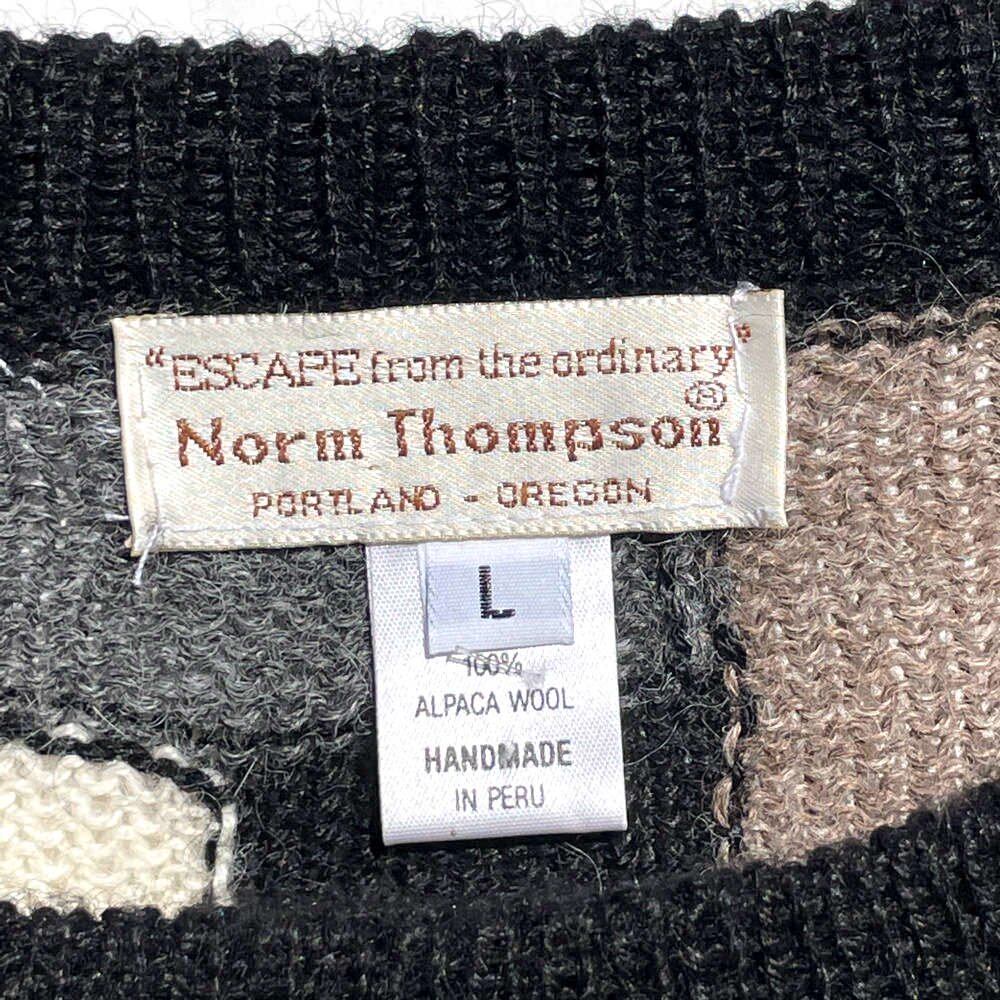 "ESCAPE from the ordinary"
Norm Thompson®
PORTLAND - OREGON
L
100%
ALPACA WOOL
HANDMADE
IN PERU